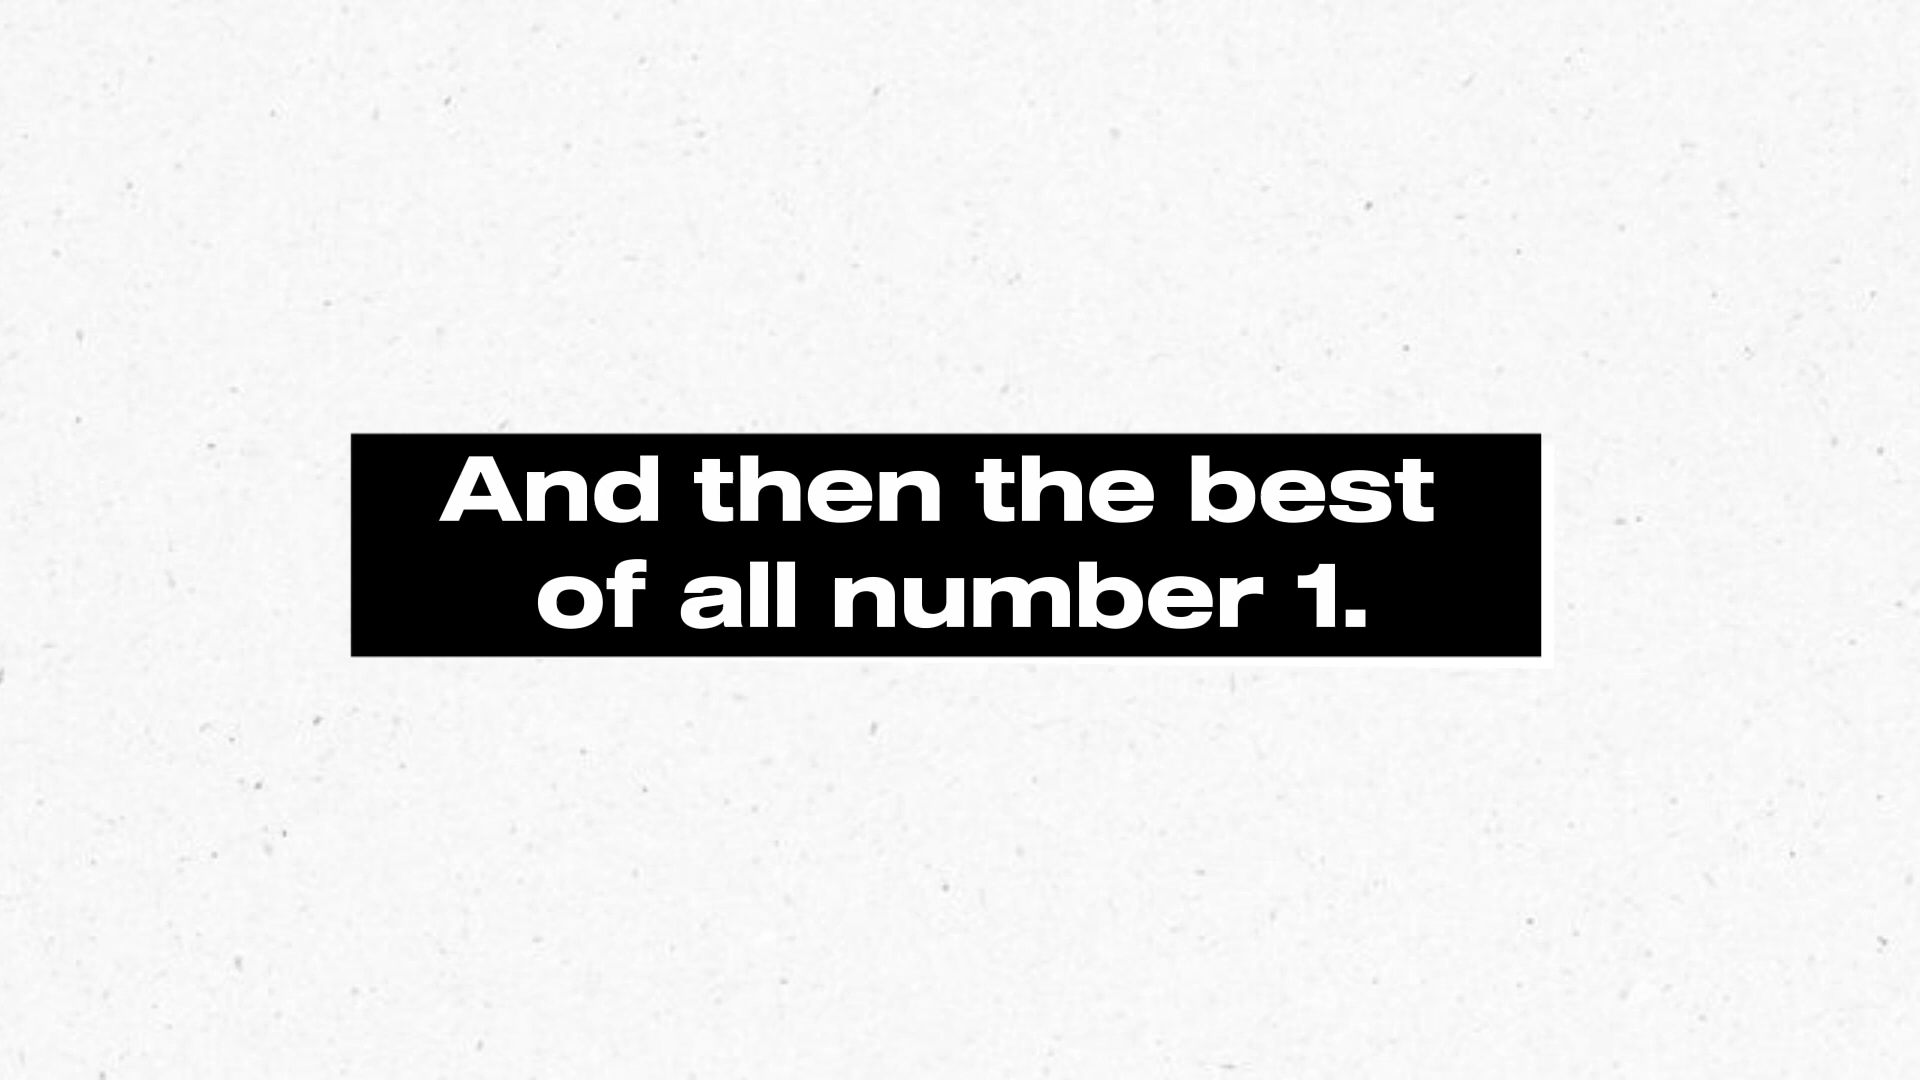 And then the best
of all number 1.